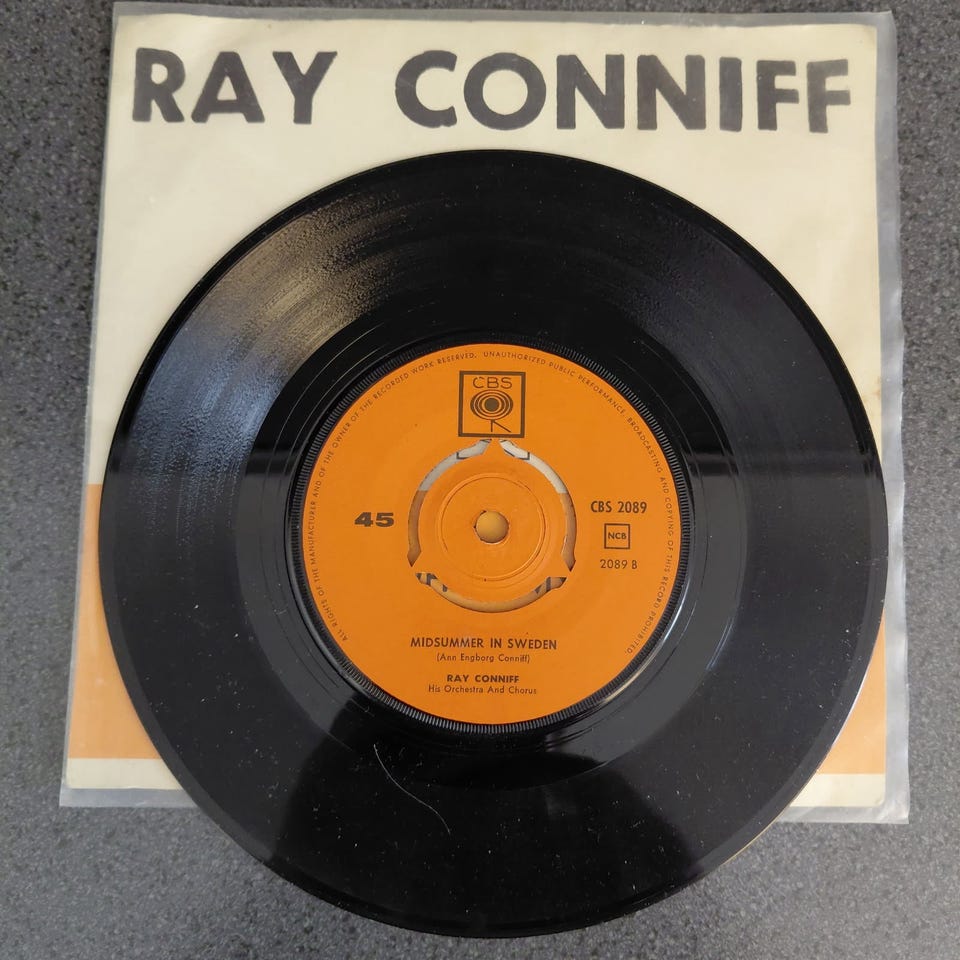 RAY CONNIFF
ALL RIGHTS OF THE MANUFACTURER AND OF THE OWNER OF THE RECORDED WORK RESERVED. UNAUTHORIZED PUBLIC PERFORMANCE, BROADCASTING AND COPYING OF THIS RECORD PROHIBITED.
CBS
45
CBS 2089
NCB
2089 B
MIDSUMMER IN SWEDEN
(Ann Engborg Conniff)
RAY CONNIFF
His Orchestra And Chorus